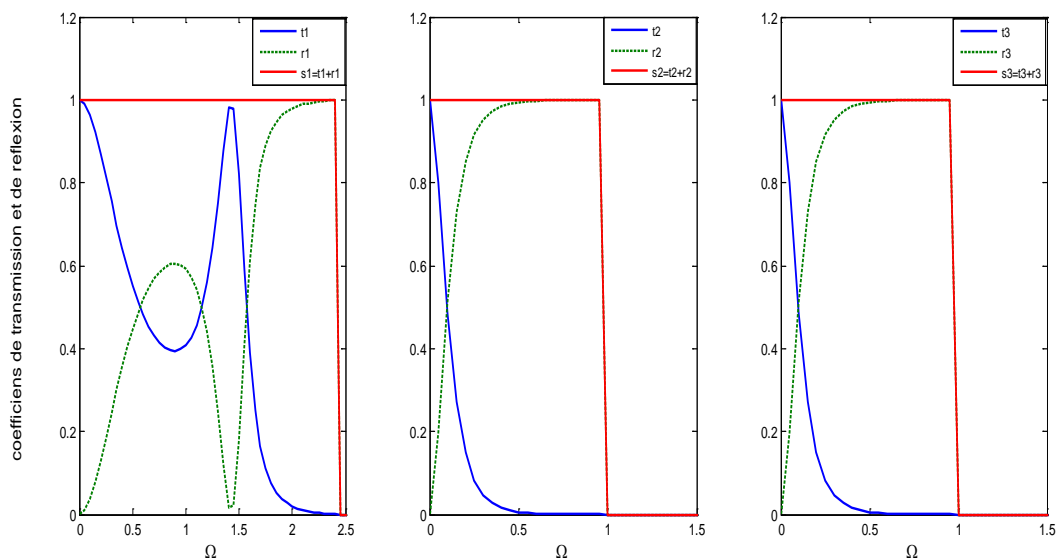 coefficiens de transmission et de reflexion
1.2
1
0.8
0.6
0.4
0.2
0
0 0.5 1 1.5 2 2.5
Ω
t1
r1
s1=t1+r1
1.2
1
0.8
0.6
0.4
0.2
0
0 0.5 1 1.5
Ω
t2
r2
s2=t2+r2
1.2
1
0.8
0.6
0.4
0.2
0
0 0.5 1 1.5
Ω
t3
r3
s3=t3+r3